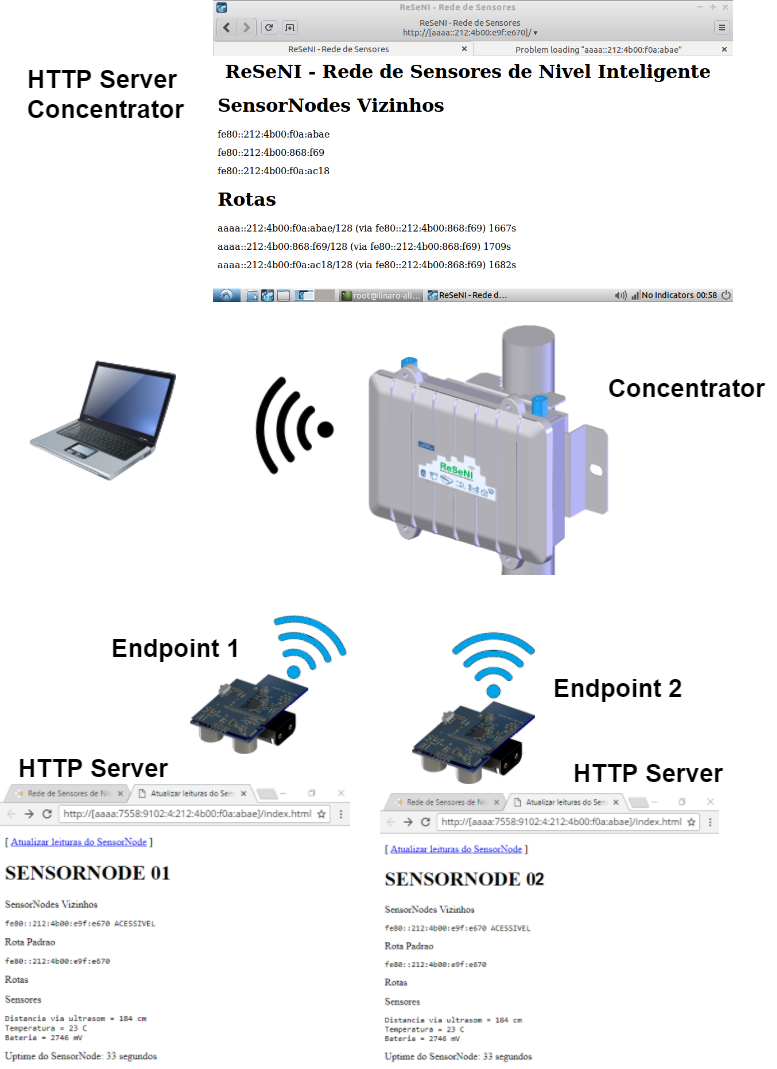 ReSeNI - Rede de Sensores
ReSeNI - Rede de Sensores
http://[aaaa::212:4b00:e9f:e670]/
ReSeNI - Rede de Sensores
Problem loading "aaaa::212:4b00:f0a:abae"
HTTP Server
Concentrator
ReSeNI - Rede de Sensores de Nivel Inteligente
SensorNodes Vizinhos
fe80::212:4b00:f0a:abae
fe80::212:4b00:868:f69
fe80::212:4b00:f0a:ac18
Rotas
aaaa::212:4b00:f0a:abae/128 (via fe80::212:4b00:868:f69) 1667s
aaaa::212:4b00:868:f69/128 (via fe80::212:4b00:868:f69) 1709s
aaaa::212:4b00:f0a:ac18/128 (via fe80::212:4b00:868:f69) 1682s
root@linaro-ali...
ReSeNI - Rede d...
No Indicators 00:58
Concentrator
ReSeNI
Endpoint 1
Endpoint 2
HTTP Server
Rede de Sensores de Ní
Atualizar leituras do Sen
http://[aaaa:7558:9102:4:212:4b00:f0a:abae]/index.html
[ Atualizar leituras do SensorNode ]
SENSORNODE 01
SensorNodes Vizinhos
fe80::212:4b00:e9f:e670 ACESSIVEL
Rota Padrao
fe80::212:4b00:e9f:e670
Rotas
Sensores
Distancia via ultrasom = 184 cm
Temperatura = 23 C
Bateria = 2746 mV
Uptime do SensorNode: 33 segundos
HTTP Server
Rede de Sensores de Ní
Atualizar leituras do Sen
http://[aaaa:7558:9102:4:212:4b00:f0a:abae]/index.html
[ Atualizar leituras do SensorNode ]
SENSORNODE 02
SensorNodes Vizinhos
fe80::212:4b00:e9f:e670 ACESSIVEL
Rota Padrao
fe80::212:4b00:e9f:e670
Rotas
Sensores
Distancia via ultrasom = 184 cm
Temperatura = 23 C
Bateria = 2746 mV
Uptime do SensorNode: 33 segundos